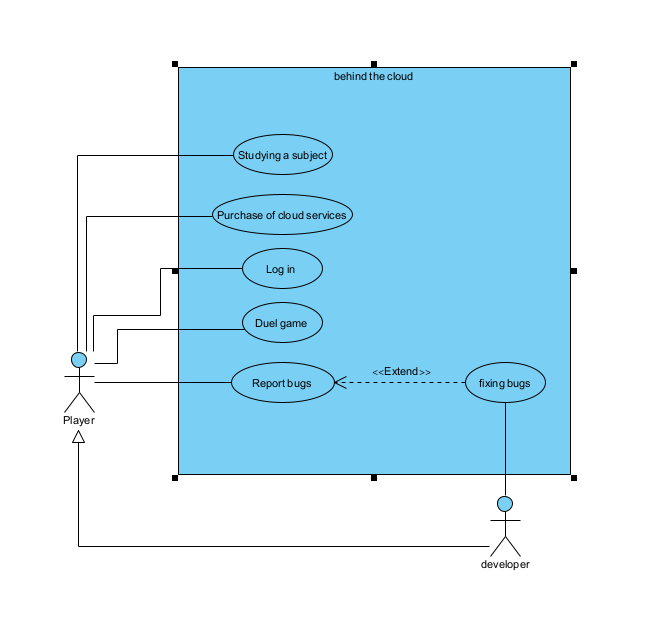 behind the cloud
Studying a subject
Purchase of cloud services
Log in
Duel game
Report bugs
<<Extend>>
fixing bugs
Player
developer